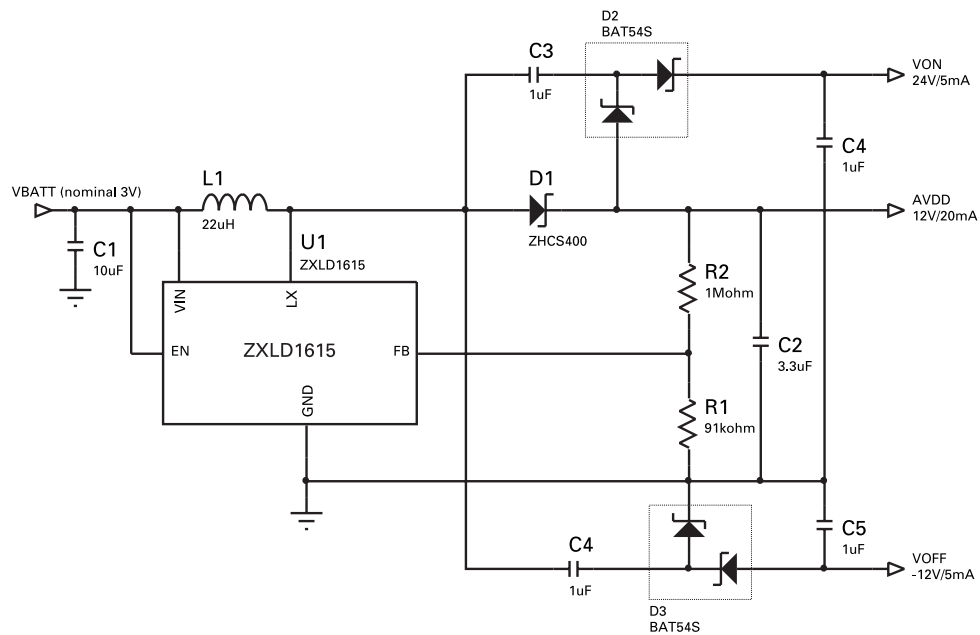 D2
BAT54S
C3
1uF
VON
24V/5mA
C4
1uF
VBATT (nominal 3V)
L1
22uH
D1
ZHCS400
AVDD
12V/20mA
C1
10uF
U1
ZXLD1615
VIN
LX
R2
1Mohm
EN
ZXLD1615
FB
C2
3.3uF
GND
R1
91kohm
C4
1uF
C5
1uF
VOFF
-12V/5mA
D3
BAT54S